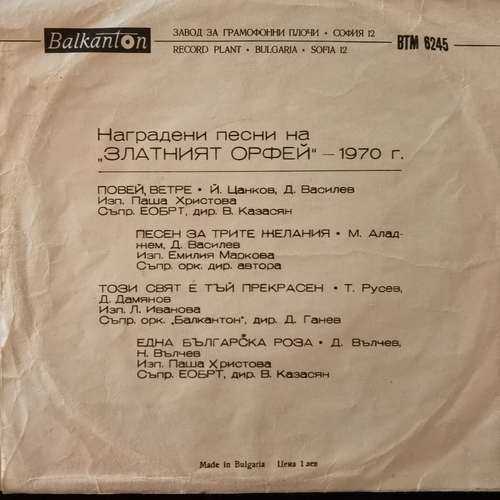 Balkanton
ЗАВОД ЗА ГРАМОФОННИ ПЛОЧИ • СОФИЯ 12
RECORD PLANT • BULGARIA • SOFIA 12
ВТМ 6245
Наградени песни на
„ЗЛАТНИЯТ ОРФЕЙ“ — 1970 г.
ПОВЕЙ, ВЕТРЕ • Й. Цанков, Д. Василев
Изп. Паша Христова
Съпр. ЕОБРТ, дир. В. Казасян
ПЕСЕН ЗА ТРИТЕ ЖЕЛАНИЯ • М. Алад-
жем, Д. Василев
Изп. Емилия Маркова
Съпр. орк. дир. автора
ТОЗИ СВЯТ Е ТЪЙ ПРЕКРАСЕН • Т. Русев,
Д. Дамянов
Изп. Л. Иванова
Съпр. орк. „Балкантон“, дир. Д. Ганев
ЕДНА БЪЛГАРСКА РОЗА • Д. Вълчев,
Н. Вълчев
Изп. Паша Христова
Съпр. ЕОБРТ, дир. В. Казасян
Made in Bulgaria Цена 1 лев